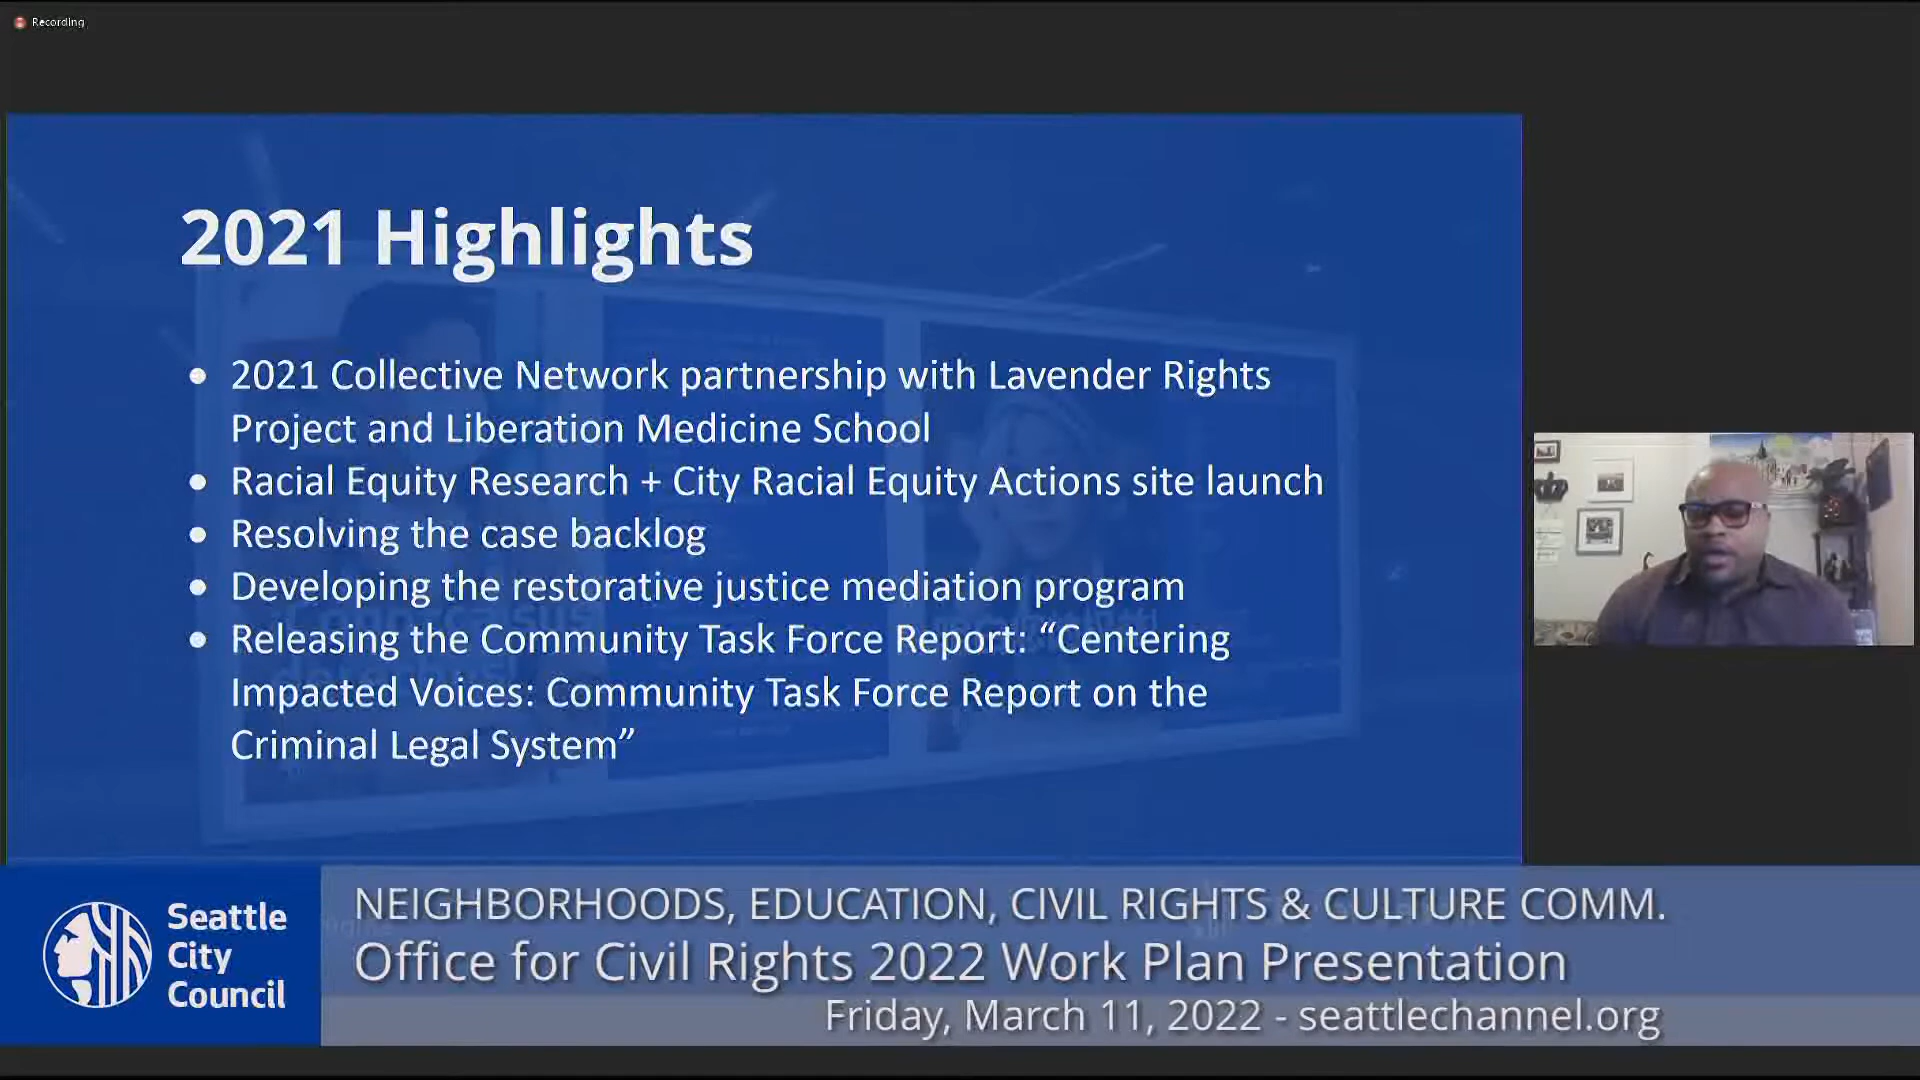 Recording
2021 Highlights
• 2021 Collective Network partnership with Lavender Rights
Project and Liberation Medicine School
• Racial Equity Research + City Racial Equity Actions site launch
• Resolving the case backlog
• Developing the restorative justice mediation program
• Releasing the Community Task Force Report: “Centering
Impacted Voices: Community Task Force Report on the
Criminal Legal System”
Seattle
City
Council
NEIGHBORHOODS, EDUCATION, CIVIL RIGHTS & CULTURE COMM.
Office for Civil Rights 2022 Work Plan Presentation
Friday, March 11, 2022 - seattlechannel.org